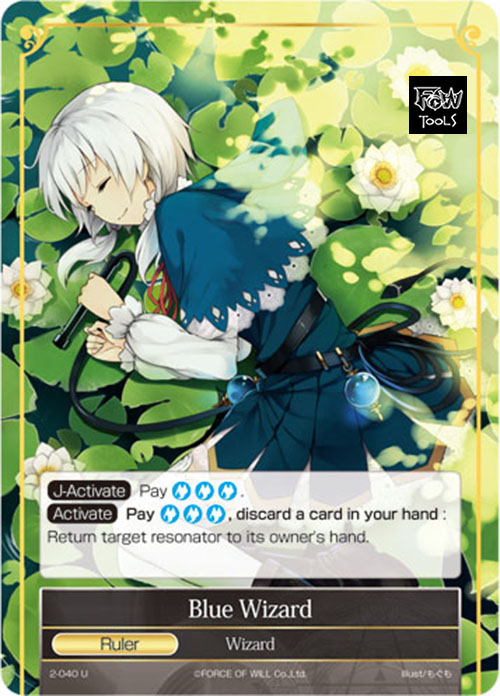 FOW
TOOLS
J-Activate Pay .
Activate Pay , discard a card in your hand :
Return target resonator to its owner's hand.
Blue Wizard
Ruler Wizard
2-040 U ©FORCE OF WILL Co.,Ltd. Illust/もぐも